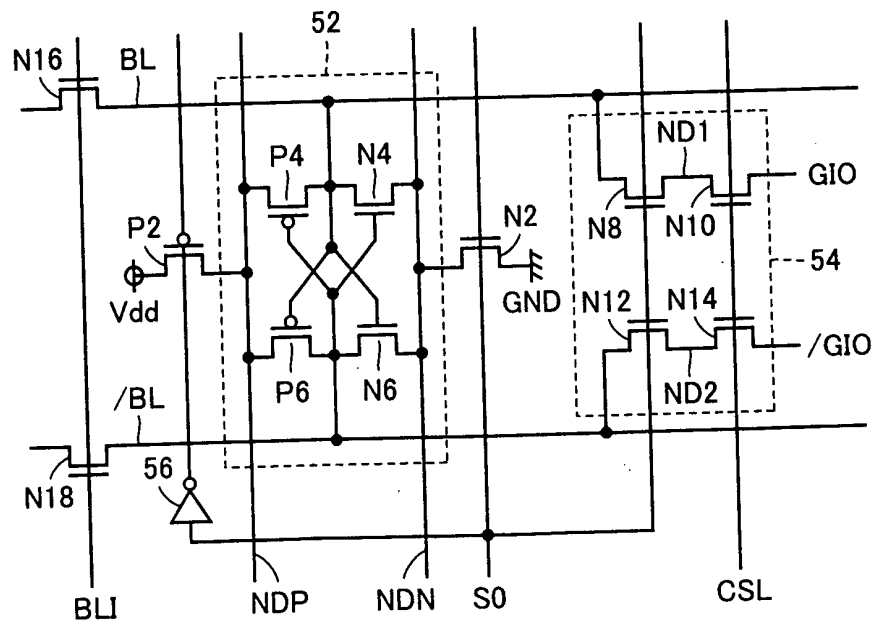 52
N16
BL
ND1
P4
N4
GIO
N8
N10
P2
N2
54
Vdd
GND
N12
N14
/GIO
P6
N6
ND2
/BL
N18
56
BLI
NDP
NDN
S0
CSL